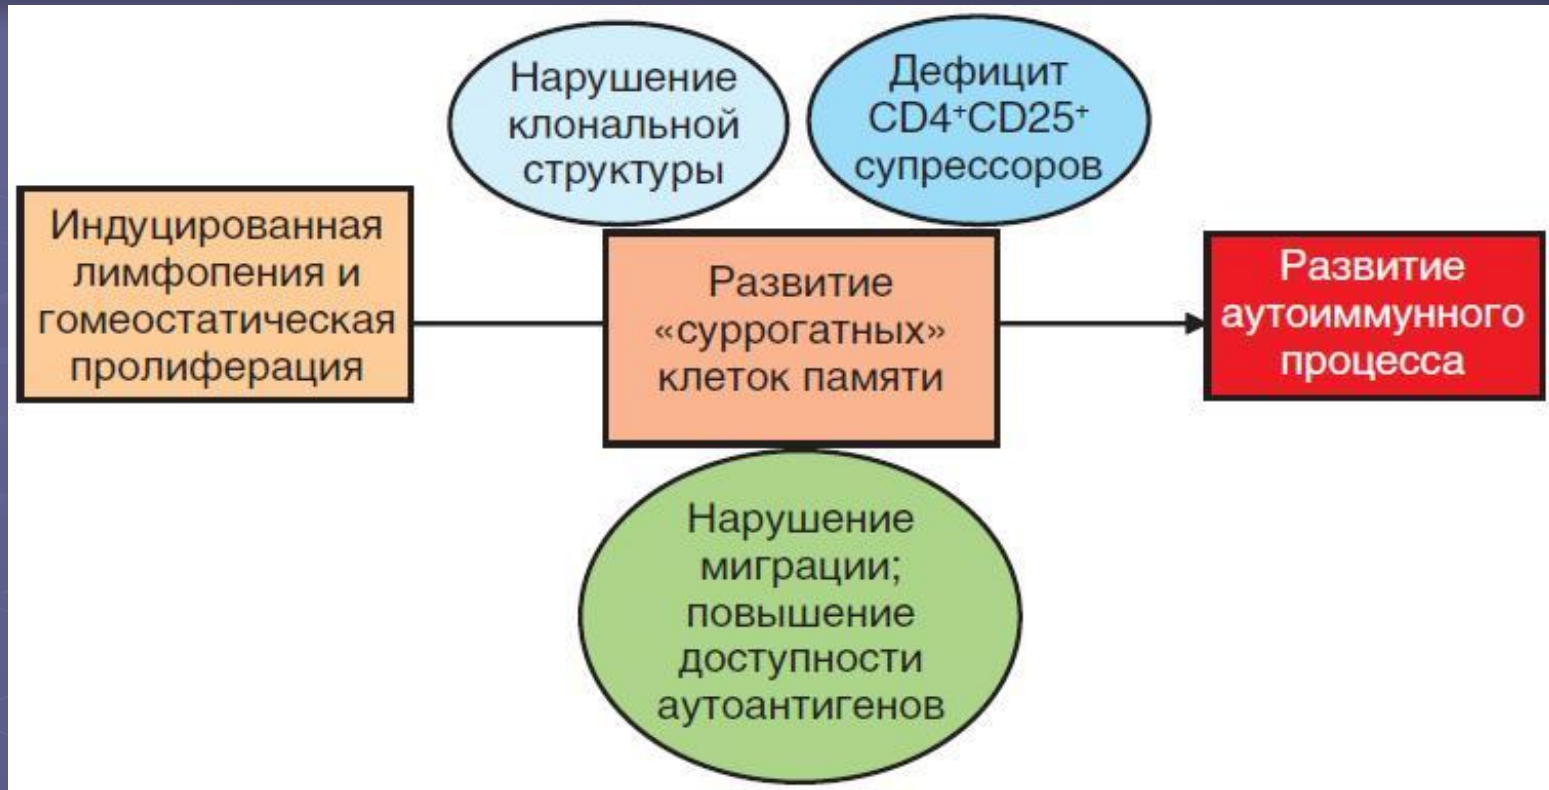 Нарушение
клональной
структуры
Дефицит
CD4⁺CD25⁺
супрессоров
Индуцированная
лимфопения и
гомеостатическая
пролиферация
Развитие
«суррогатных»
клеток памяти
Развитие
аутоиммунного
процесса
Нарушение
миграции;
повышение
доступности
аутоантигенов